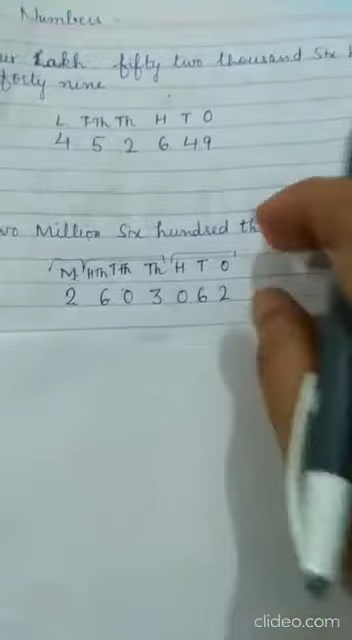 Numbers
Lakh fifty two thousand Six
forty nine
L TTh Th H T O
4 5 2 6 4 9
Million Six hundred
M HTh TTh Th H T O
2 6 0 3 0 6 2
clideo.com